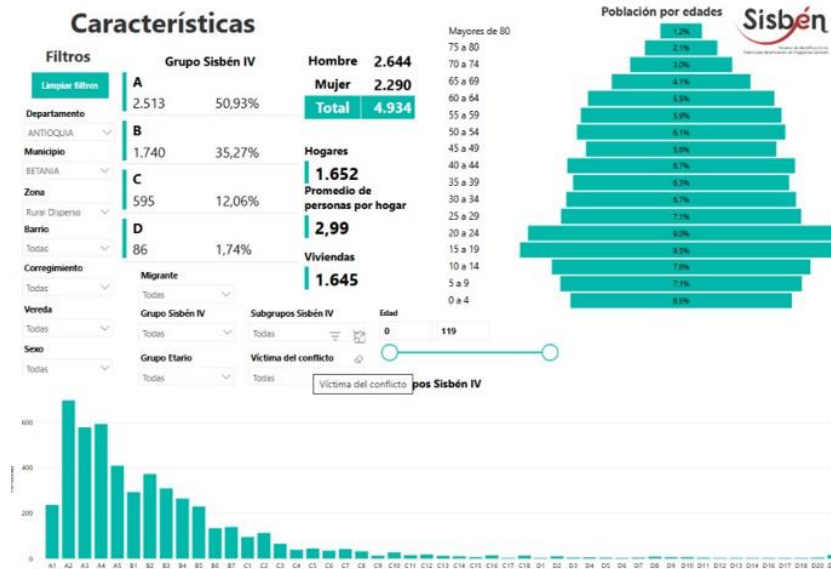 Características
Filtros
Limpiar filtros
Departamento
ANTIOQUIA
Municipio
BETANIA
Zona
Rural Disperso
Barrio
Todas
Corregimiento
Todas
Vereda
Todas
Sexo
Todas
Grupo Sisbén IV
A
2.513 50,93%
B
1.740 35,27%
C
595 12,06%
D
86 1,74%
Hombre 2.644
Mujer 2.290
Total 4.934
Hogares
1.652
Promedio de
personas por hogar
2,99
Viviendas
1.645
Migrante
Todas
Grupo Sisbén IV
Todas
Subgrupos Sisbén IV
Todas
Grupo Etario
Todas
Víctima del conflicto
Todas
Edad
0 119
Víctima del conflicto
pos Sisbén IV
Población por edades
Sisbén
Mayores de 80 1,2%
75 a 80 2,1%
70 a 74 3,0%
65 a 69 4,1%
60 a 64
55 a 59 5,9%
50 a 54 6,1%
45 a 49
40 a 44 6,7%
35 a 39
30 a 34 6,7%
25 a 29 7,1%
20 a 24 9,0%
15 a 19
10 a 14 7,6%
5 a 9 7,1%
0 a 4
600
400
200
0
A1 A2 A3 A4 A5 B1 B2 B3 B4 B5 B6 B7 C1 C2 C3 C4 C5 C6 C7 C8 C9 C10 C11 C12 C13 C14 C15 C16 C17 C18 D1 D2 D3 D4 D5 D6 D7 D8 D9 D10 D11 D12 D13 D14 D15 D16 D17 D18 D19 D20